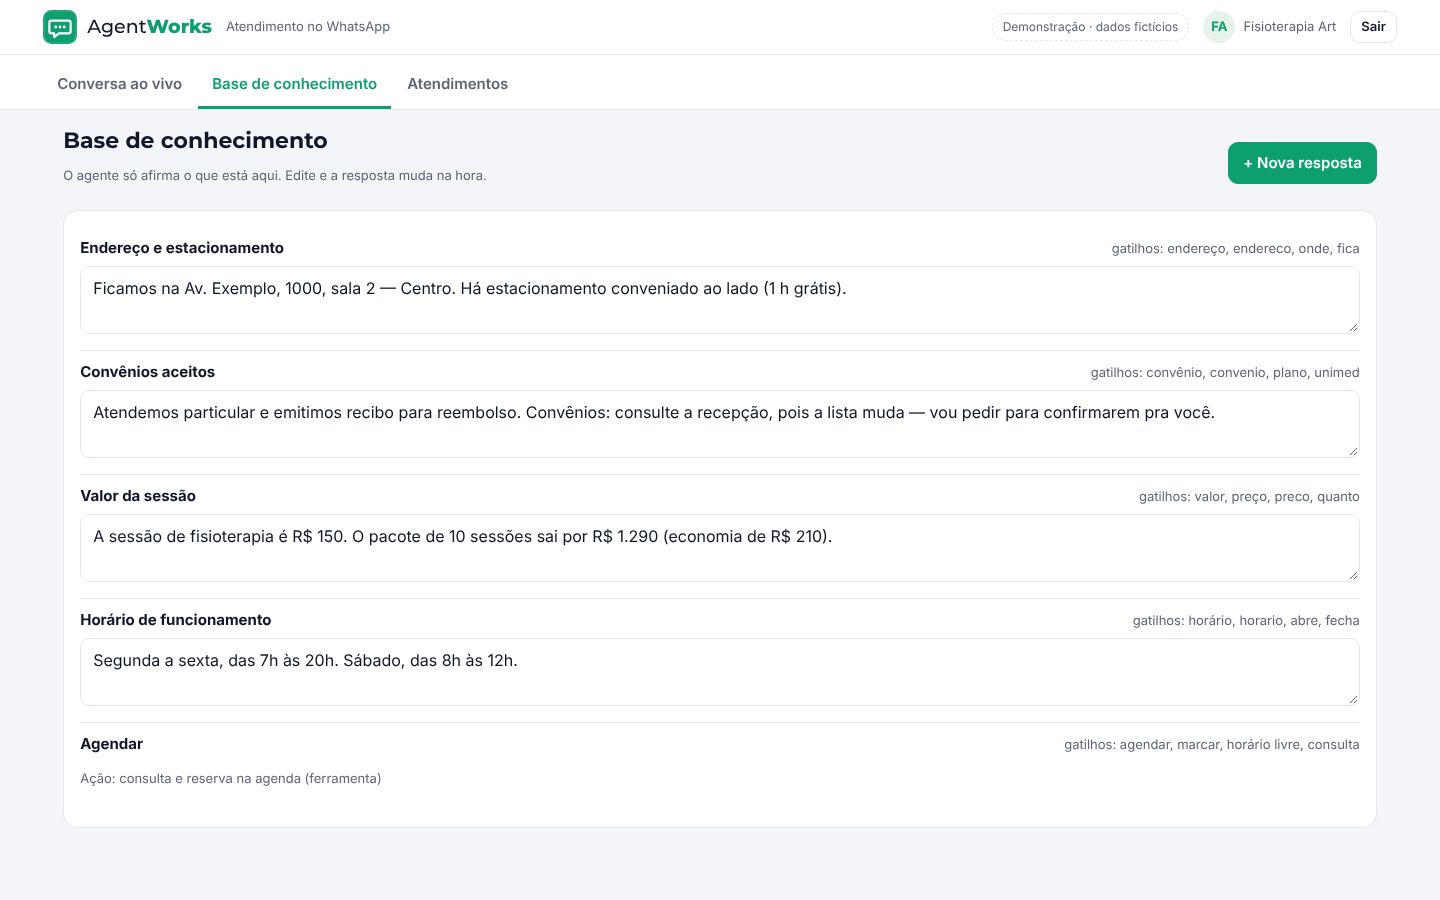 AgentWorks
Atendimento no WhatsApp
Demonstração · dados fictícios
FA
Fisioterapia Art
Sair
Conversa ao vivo
Base de conhecimento
Atendimentos
Base de conhecimento
O agente só afirma o que está aqui. Edite e a resposta muda na hora.
+ Nova resposta
Endereço e estacionamento
gatilhos: endereço, endereco, onde, fica
Ficamos na Av. Exemplo, 1000, sala 2 — Centro. Há estacionamento conveniado ao lado (1 h grátis).
Convênios aceitos
gatilhos: convênio, convenio, plano, unimed
Atendemos particular e emitimos recibo para reembolso. Convênios: consulte a recepção, pois a lista muda — vou pedir para confirmarem pra você.
Valor da sessão
gatilhos: valor, preço, preco, quanto
A sessão de fisioterapia é R$ 150. O pacote de 10 sessões sai por R$ 1.290 (economia de R$ 210).
Horário de funcionamento
gatilhos: horário, horario, abre, fecha
Segunda a sexta, das 7h às 20h. Sábado, das 8h às 12h.
Agendar
gatilhos: agendar, marcar, horário livre, consulta
Ação: consulta e reserva na agenda (ferramenta)